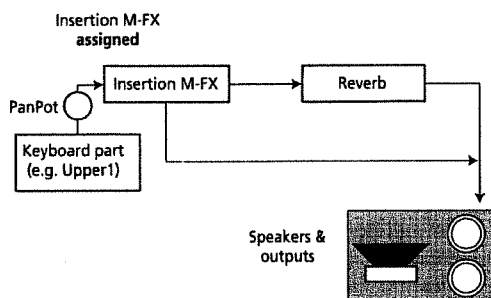 Insertion M-FX
assigned
Insertion M-FX
Reverb
PanPot
Keyboard part
(e.g. Upper1)
Speakers &
outputs